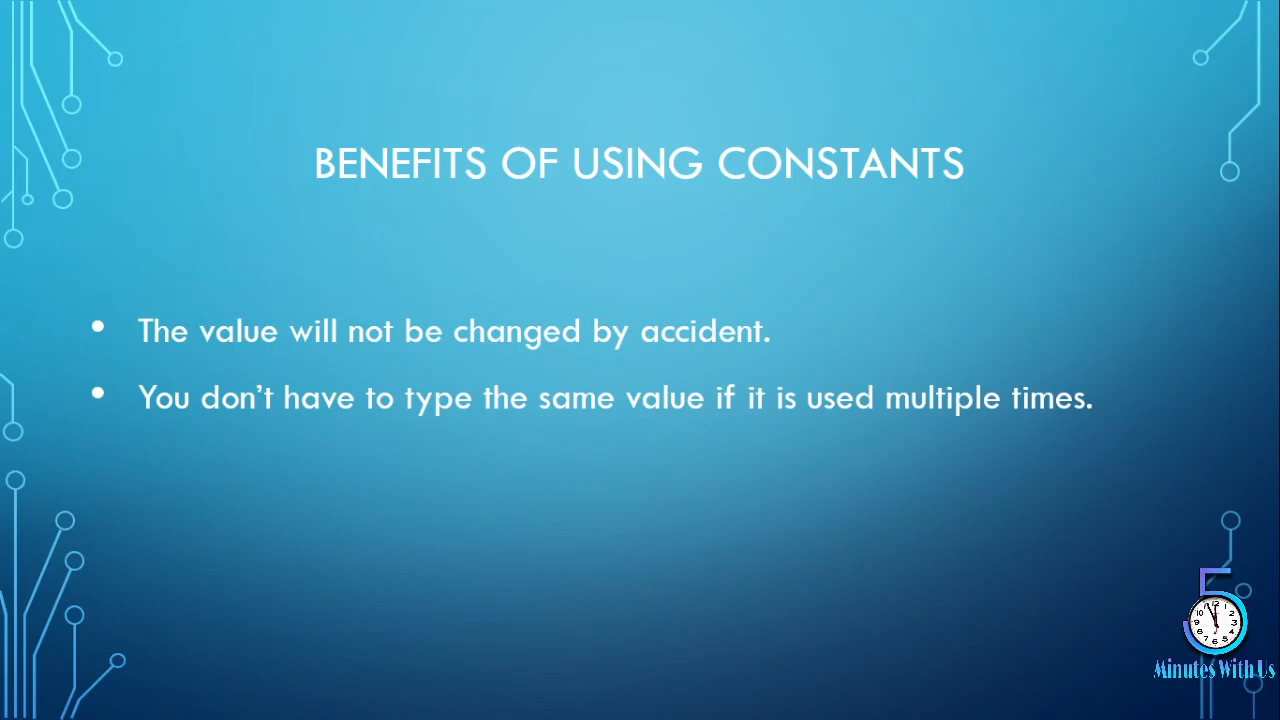 BENEFITS OF USING CONSTANTS
• The value will not be changed by accident.
• You don’t have to type the same value if it is used multiple times.
5
Minutes With Us